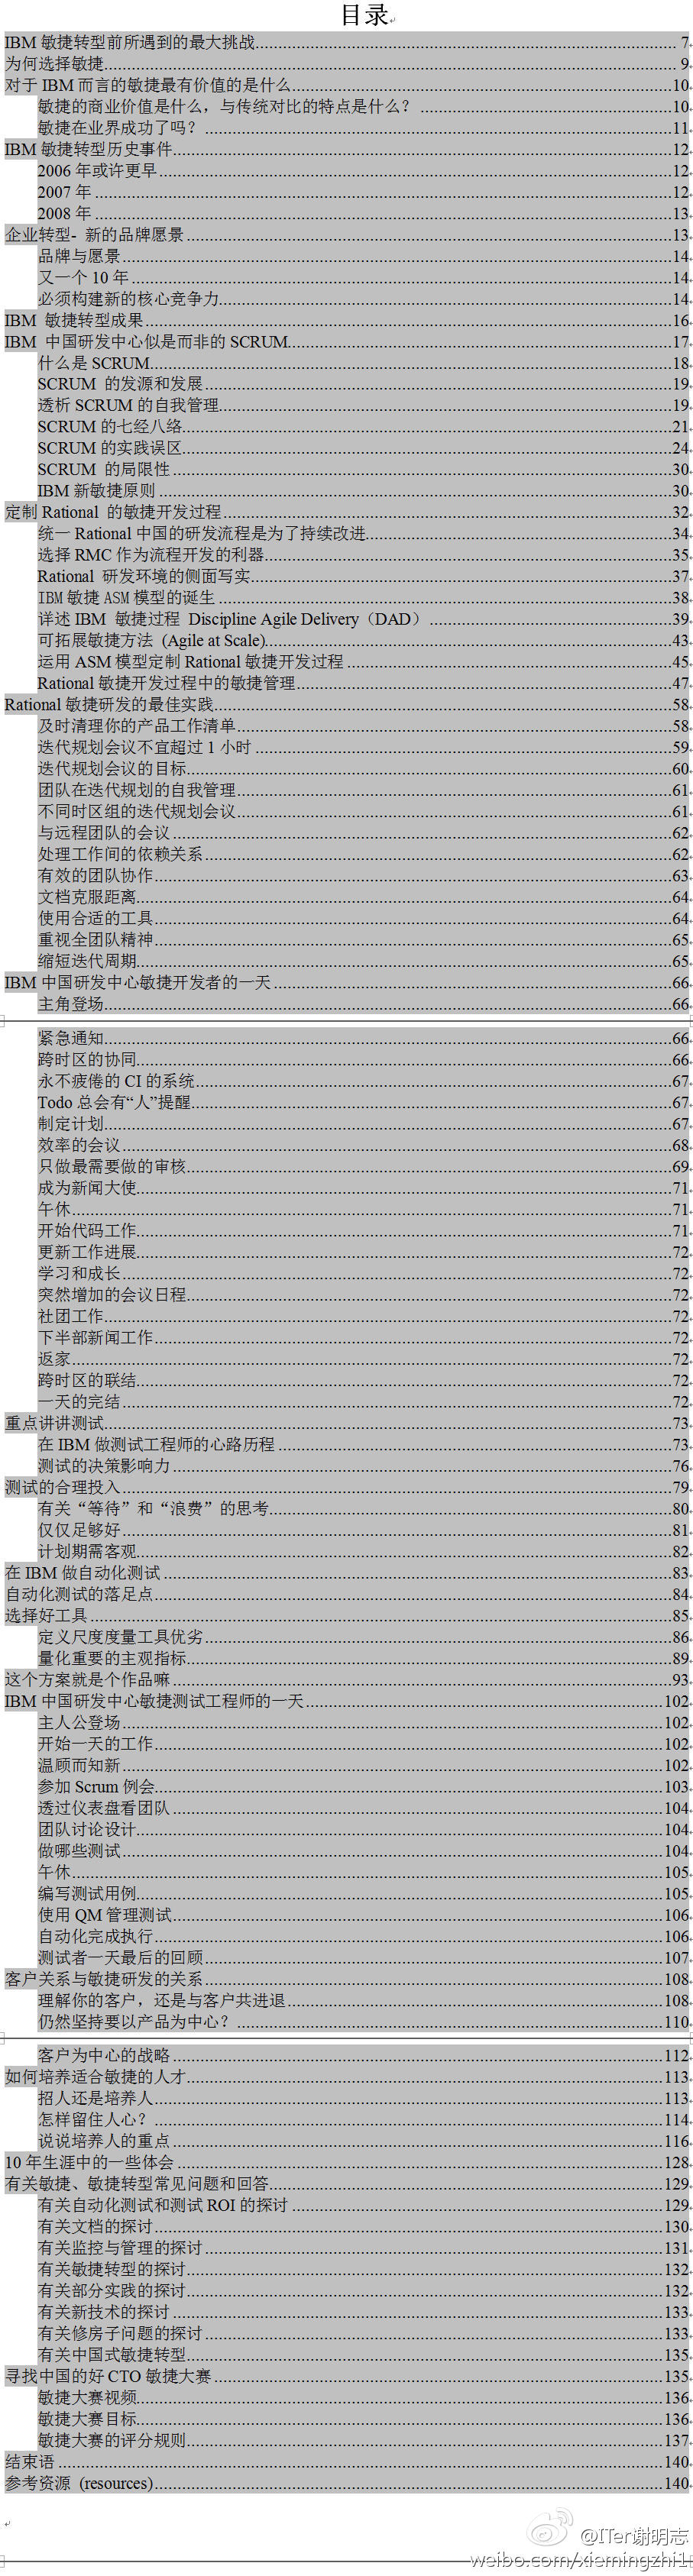 目录
IBM 敏捷转型前所遇到的最大挑战........ 7
为何选择敏捷........ 9
对于 IBM 而言的敏捷最有价值的是什么........ 10
敏捷的商业价值是什么，与传统对比的特点是什么？........ 10
敏捷在业界成功了吗？........ 11
IBM 敏捷转型历史事件........ 12
2006 年或许更早........ 12
2007 年........ 12
2008 年........ 13
企业转型- 新的品牌愿景........ 13
品牌与愿景........ 14
又一个 10 年........ 14
必须构建新的核心竞争力........ 14
IBM 敏捷转型成果........ 16
IBM 中国研发中心似是而非的 SCRUM........ 17
什么是 SCRUM........ 18
SCRUM 的发源和发展........ 19
透析 SCRUM 的自我管理........ 19
SCRUM 的七经八络........ 21
SCRUM 的实践误区........ 24
SCRUM 的局限性........ 30
IBM 新敏捷原则........ 30
定制 Rational 的敏捷开发过程........ 32
统一 Rational 中国的研发流程是为了持续改进........ 34
选择 RMC 作为流程开发的利器........ 35
Rational 研发环境的侧面写实........ 37
IBM 敏捷 ASM 模型的诞生........ 38
详述 IBM 敏捷过程 Discipline Agile Delivery（DAD）........ 39
可拓展敏捷方法 (Agile at Scale)........ 43
运用 ASM 模型定制 Rational 敏捷开发过程........ 45
Rational 敏捷开发过程中的敏捷管理........ 47
Rational 敏捷研发的最佳实践........ 58
及时清理你的产品工作清单........ 58
迭代规划会议不宜超过 1 小时........ 59
迭代规划会议的目标........ 60
团队在迭代规划的自我管理........ 61
不同时区组的迭代规划会议........ 61
与远程团队的会议........ 62
处理工作间的依赖关系........ 62
有效的团队协作........ 63
文档克服距离........ 64
使用合适的工具........ 64
重视全团队精神........ 65
缩短迭代周期........ 65
IBM 中国研发中心敏捷开发者的一天........ 66
主角登场........ 66
紧急通知........ 66
跨时区的协同........ 66
永不疲倦的 CI 的系统........ 67
Todo 总会有“人”提醒........ 67
制定计划........ 67
效率的会议........ 68
只做最需要做的审核........ 69
成为新闻大使........ 71
午休........ 71
开始代码工作........ 71
更新工作进展........ 72
学习和成长........ 72
突然增加的会议日程........ 72
社团工作........ 72
下半部新闻工作........ 72
返家........ 72
跨时区的联结........ 72
一天的完结........ 72
重点讲讲测试........ 73
在 IBM 做测试工程师的心路历程........ 73
测试的决策影响力........ 76
测试的合理投入........ 79
有关“等待”和“浪费”的思考........ 80
仅仅足够好........ 81
计划期需客观........ 82
在 IBM 做自动化测试........ 83
自动化测试的落足点........ 84
选择好工具........ 85
定义尺度度量工具优劣........ 86
量化重要的主观指标........ 89
这个方案就是个作品嘛........ 93
IBM 中国研发中心敏捷测试工程师的一天........ 102
主人公登场........ 102
开始一天的工作........ 102
温顾而知新........ 102
参加 Scrum 例会........ 103
透过仪表盘看团队........ 104
团队讨论设计........ 104
做哪些测试........ 104
午休........ 105
编写测试用例........ 105
使用 QM 管理测试........ 106
自动化完成执行........ 106
测试者一天最后的回顾........ 107
客户关系与敏捷研发的关系........ 108
理解你的客户，还是与客户共进退........ 108
仍然坚持要以产品为中心？........ 110
客户为中心的战略........ 112
如何培养适合敏捷的人才........ 113
招人还是培养人........ 113
怎样留住人心？........ 114
说说培养人的重点........ 116
10 年生涯中的一些体会........ 128
有关敏捷、敏捷转型常见问题和回答........ 129
有关自动化测试和测试 ROI 的探讨........ 129
有关文档的探讨........ 130
有关监控与管理的探讨........ 131
有关敏捷转型的探讨........ 132
有关部分实践的探讨........ 132
有关新技术的探讨........ 133
有关修房子问题的探讨........ 133
有关中国式敏捷转型........ 135
寻找中国的好 CTO 敏捷大赛........ 135
敏捷大赛视频........ 136
敏捷大赛目标........ 136
敏捷大赛的评分规则........ 137
结束语........ 140
参考资源 (resources)........ 140
@ITer谢明志
weibo.com/xiemingzhi1